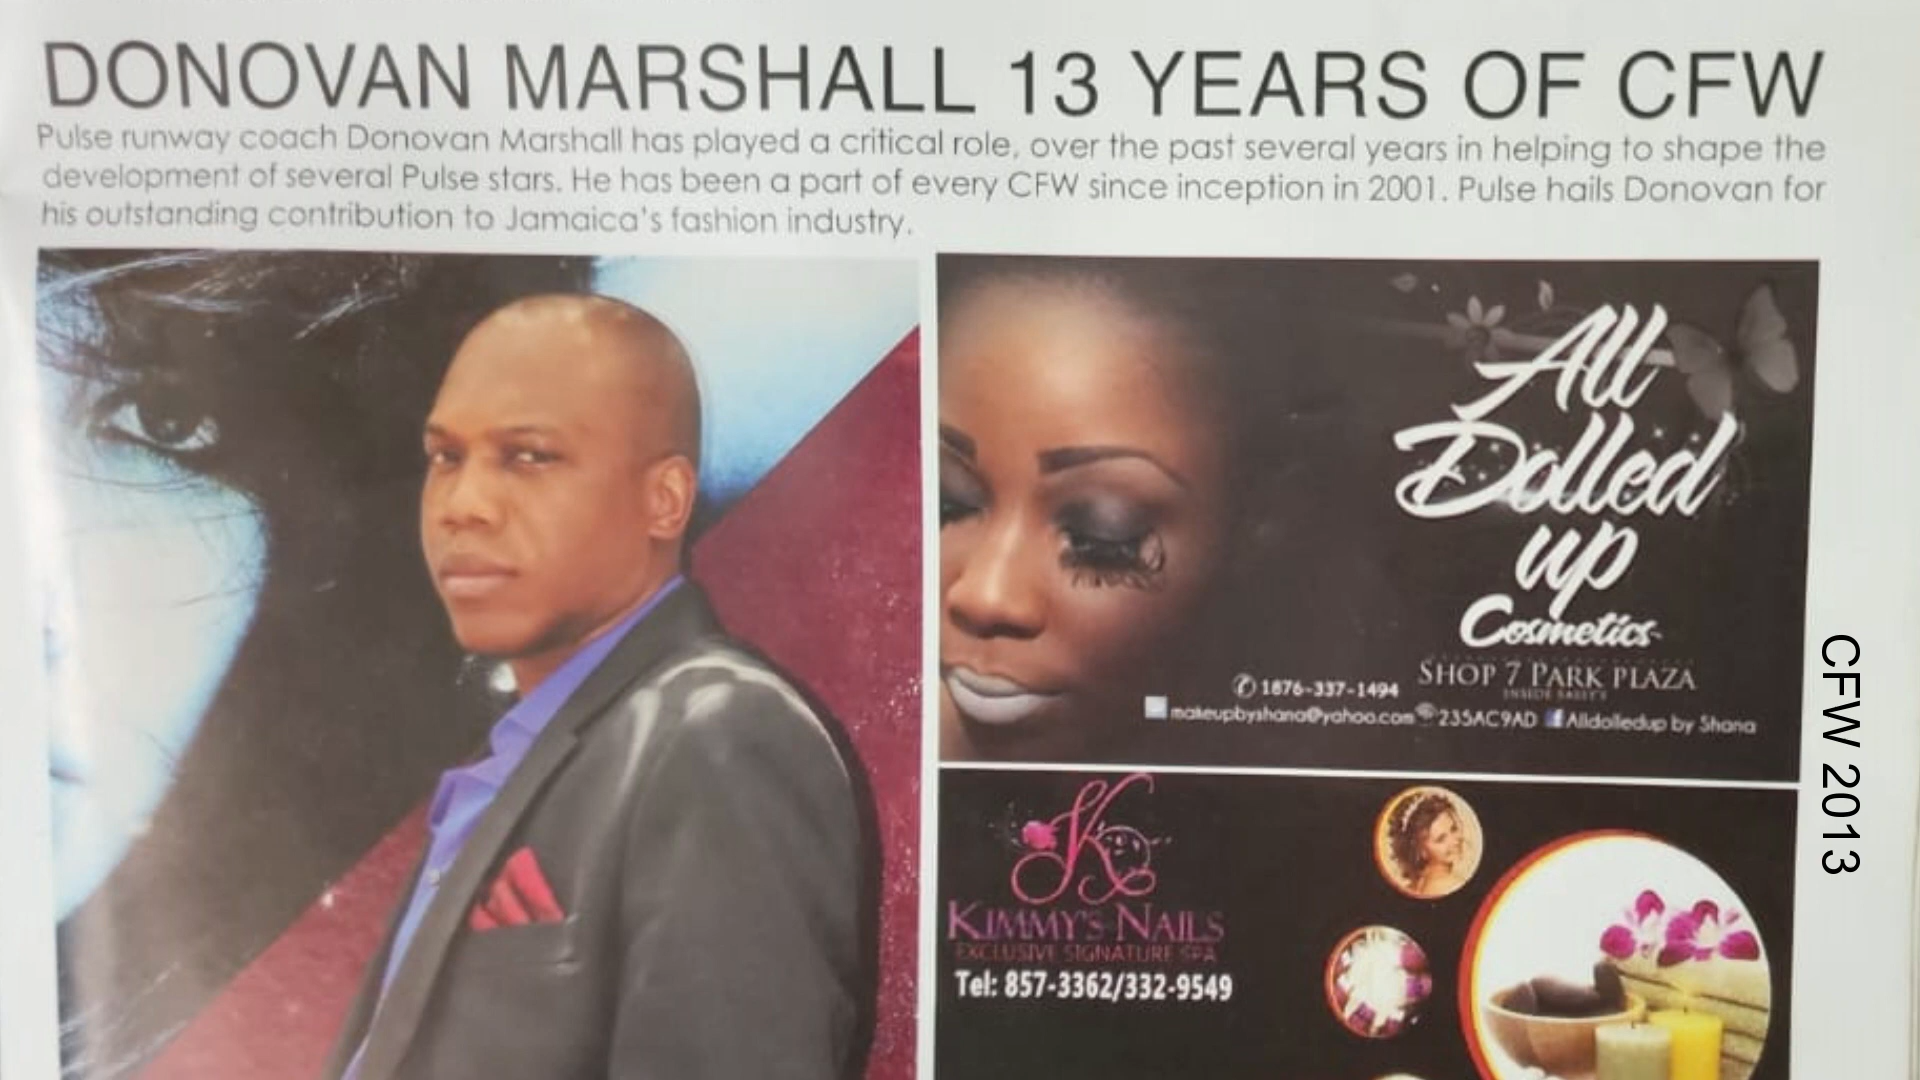 DONOVAN MARSHALL 13 YEARS OF CFW
Pulse runway coach Donovan Marshall has played a critical role, over the past several years in helping to shape the
development of several Pulse stars. He has been a part of every CFW since inception in 2001. Pulse hails Donovan for
his outstanding contribution to Jamaica's fashion industry.
All
Dolled
up
Cosmetics
SHOP 7 PARK PLAZA
INSIDE SASSY'S
1876-337-1494
makeupbyshana@yahoo.com 235AC9AD f Alldolledup by Shana
K
KIMMY'S NAILS
EXCLUSIVE SIGNATURE SPA
Tel: 857-3362/332-9549
CFW 2013